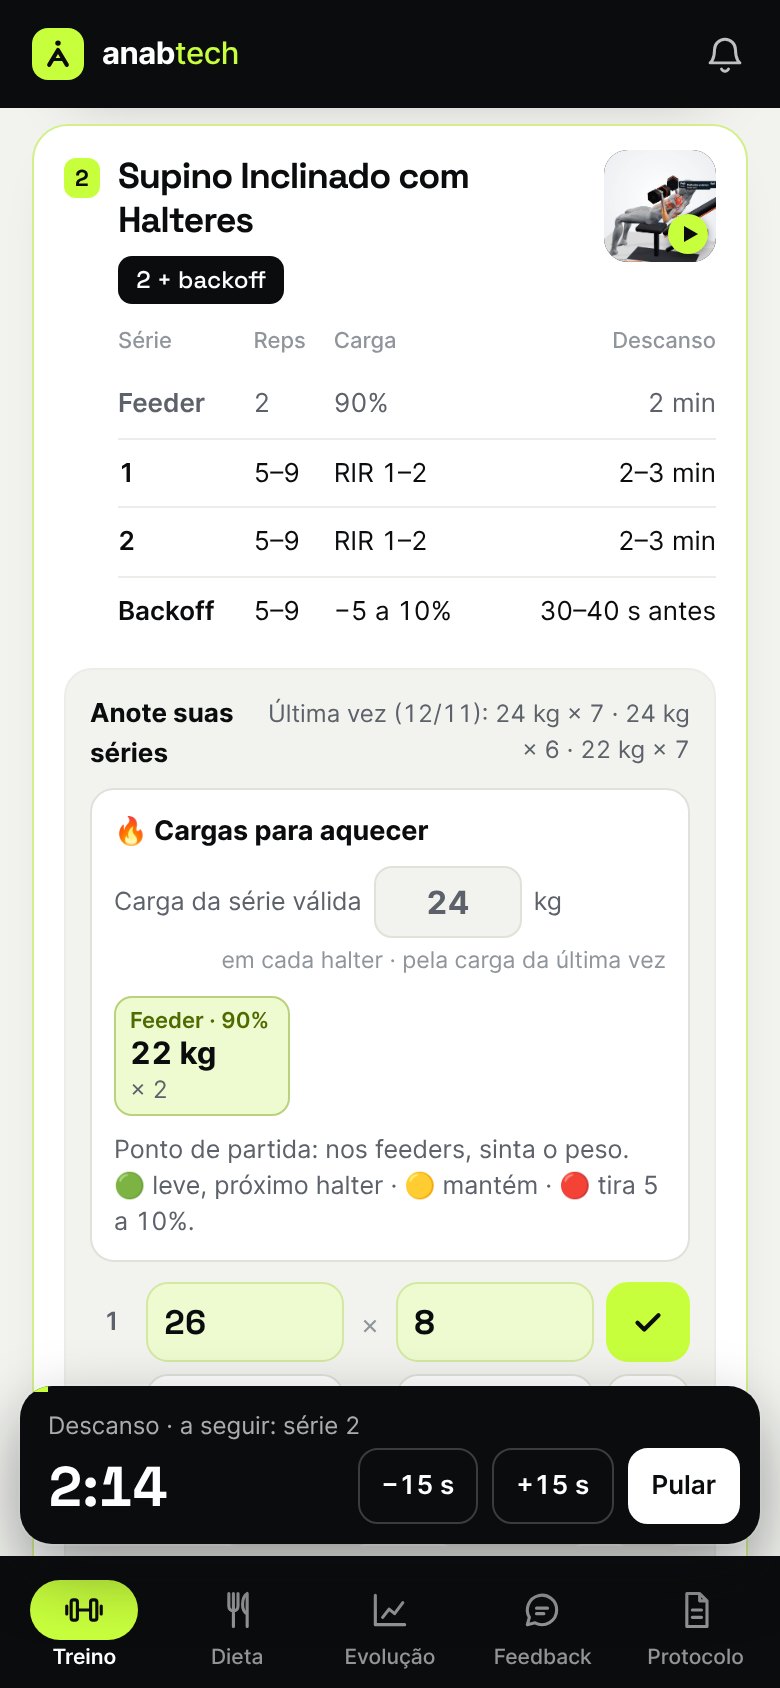 anabtech
2 Supino Inclinado com
Halteres
2 + backoff
Série Reps Carga Descanso
Feeder 2 90% 2 min
1 5–9 RIR 1–2 2–3 min
2 5–9 RIR 1–2 2–3 min
Backoff 5–9 −5 a 10% 30–40 s antes
Anote suas
séries
Última vez (12/11): 24 kg × 7 · 24 kg
× 6 · 22 kg × 7
🔥 Cargas para aquecer
Carga da série válida 24 kg
em cada halter · pela carga da última vez
Feeder · 90%
22 kg
× 2
Ponto de partida: nos feeders, sinta o peso.
🟢 leve, próximo halter · 🟡 mantém · 🔴 tira 5
a 10%.
1 26 × 8
Descanso · a seguir: série 2
2:14 −15 s +15 s Pular
Treino Dieta Evolução Feedback Protocolo